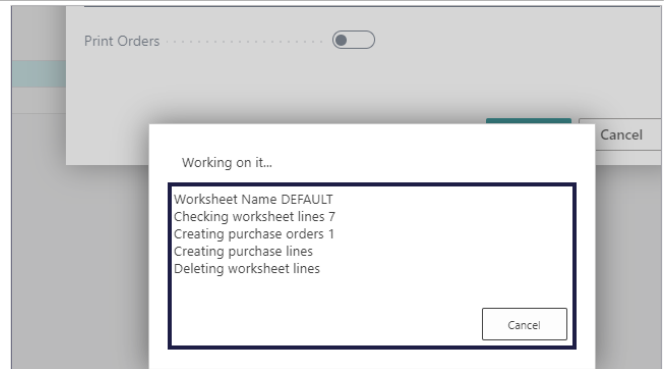 Print Orders
Cancel
Working on it...
Worksheet Name DEFAULT
Checking worksheet lines 7
Creating purchase orders 1
Creating purchase lines
Deleting worksheet lines
Cancel